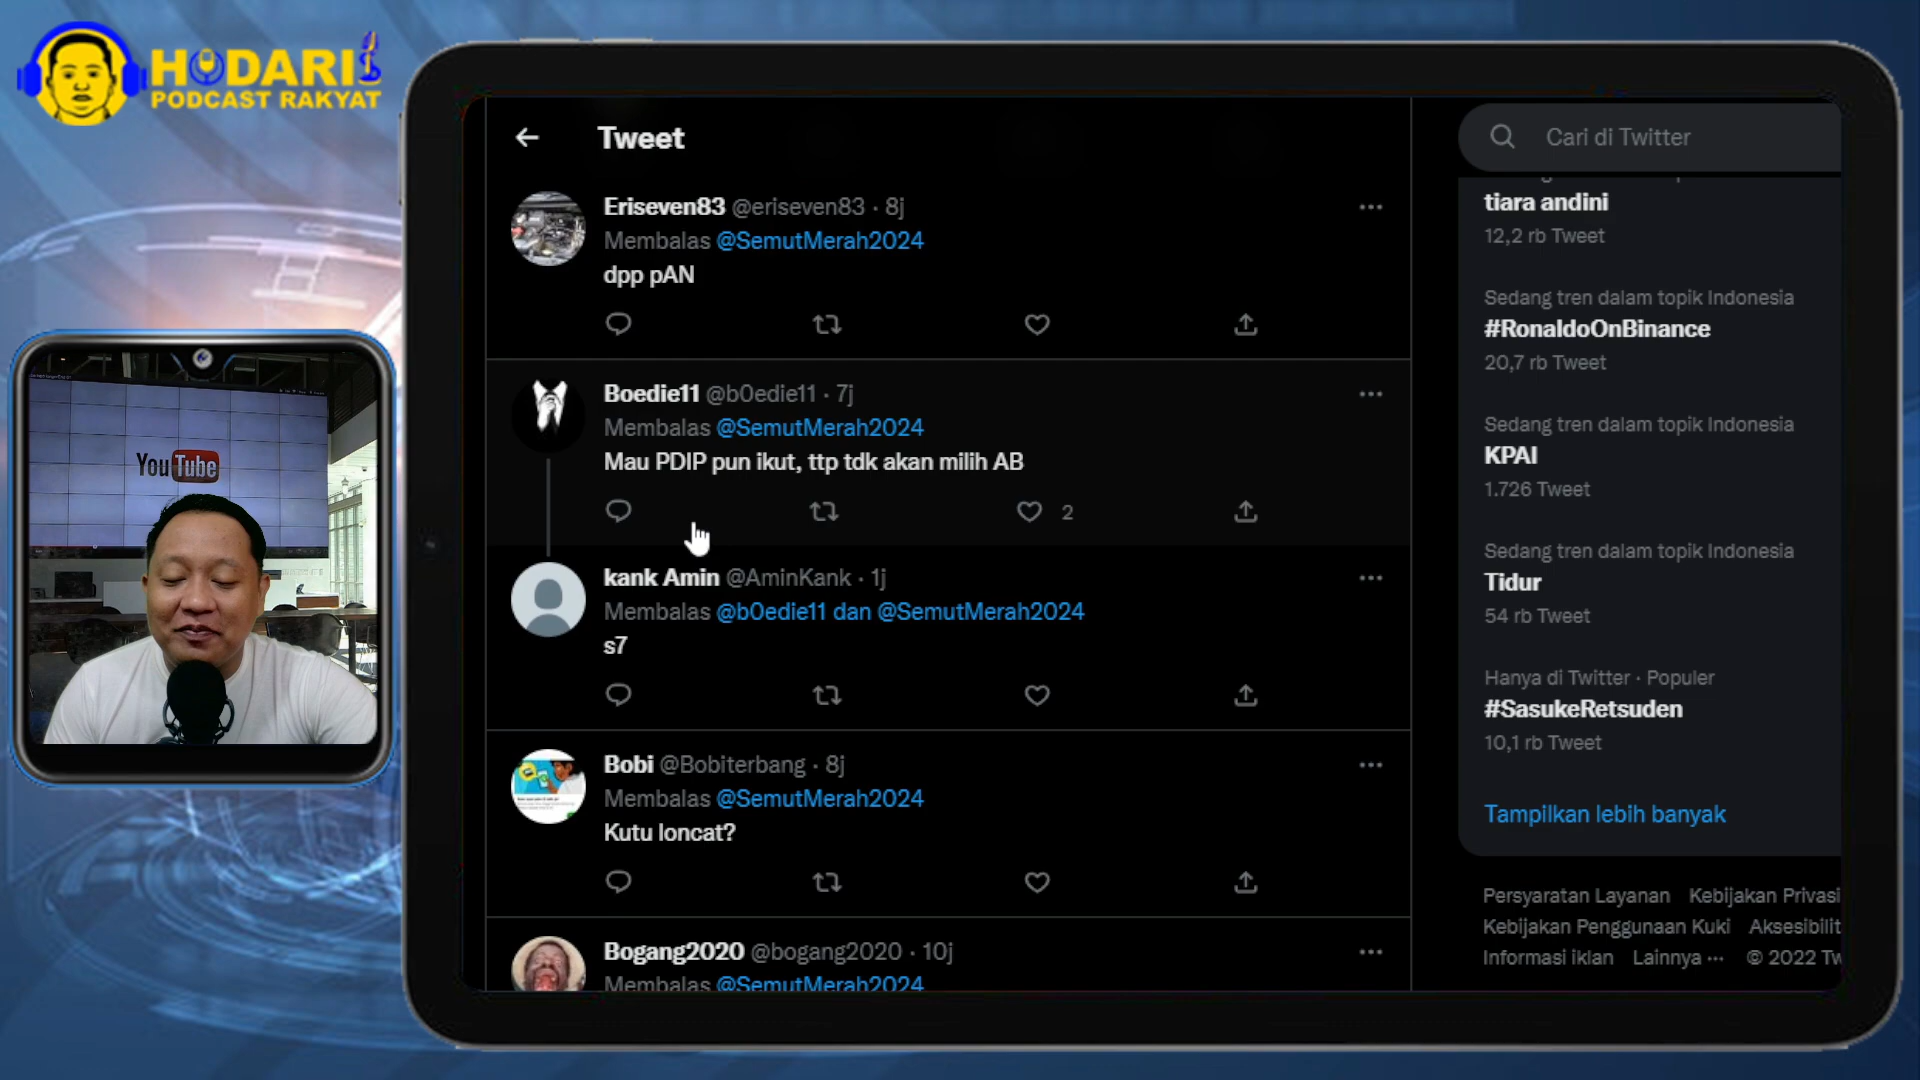 HODARI
PODCAST RAKYAT
YouTube
Tweet
Cari di Twitter
Eriseven83 @eriseven83 · 8j
Membalas @SemutMerah2024
dpp pAN
Boedie11 @b0edie11 · 7j
Membalas @SemutMerah2024
Mau PDIP pun ikut, ttp tdk akan milih AB
2
kank Amin @AminKank · 1j
Membalas @b0edie11 dan @SemutMerah2024
s7
Bobi @Bobiterbang · 8j
Membalas @SemutMerah2024
Kutu loncat?
Bogang2020 @bogang2020 · 10j
Membalas @SemutMerah2024
tiara andini
12,2 rb Tweet
Sedang tren dalam topik Indonesia
#RonaldoOnBinance
20,7 rb Tweet
Sedang tren dalam topik Indonesia
KPAI
1.726 Tweet
Sedang tren dalam topik Indonesia
Tidur
54 rb Tweet
Hanya di Twitter · Populer
#SasukeRetsuden
10,1 rb Tweet
Tampilkan lebih banyak
Persyaratan Layanan Kebijakan Privasi
Kebijakan Penggunaan Kuki Aksesibilit
Informasi iklan Lainnya ··· © 2022 Tw